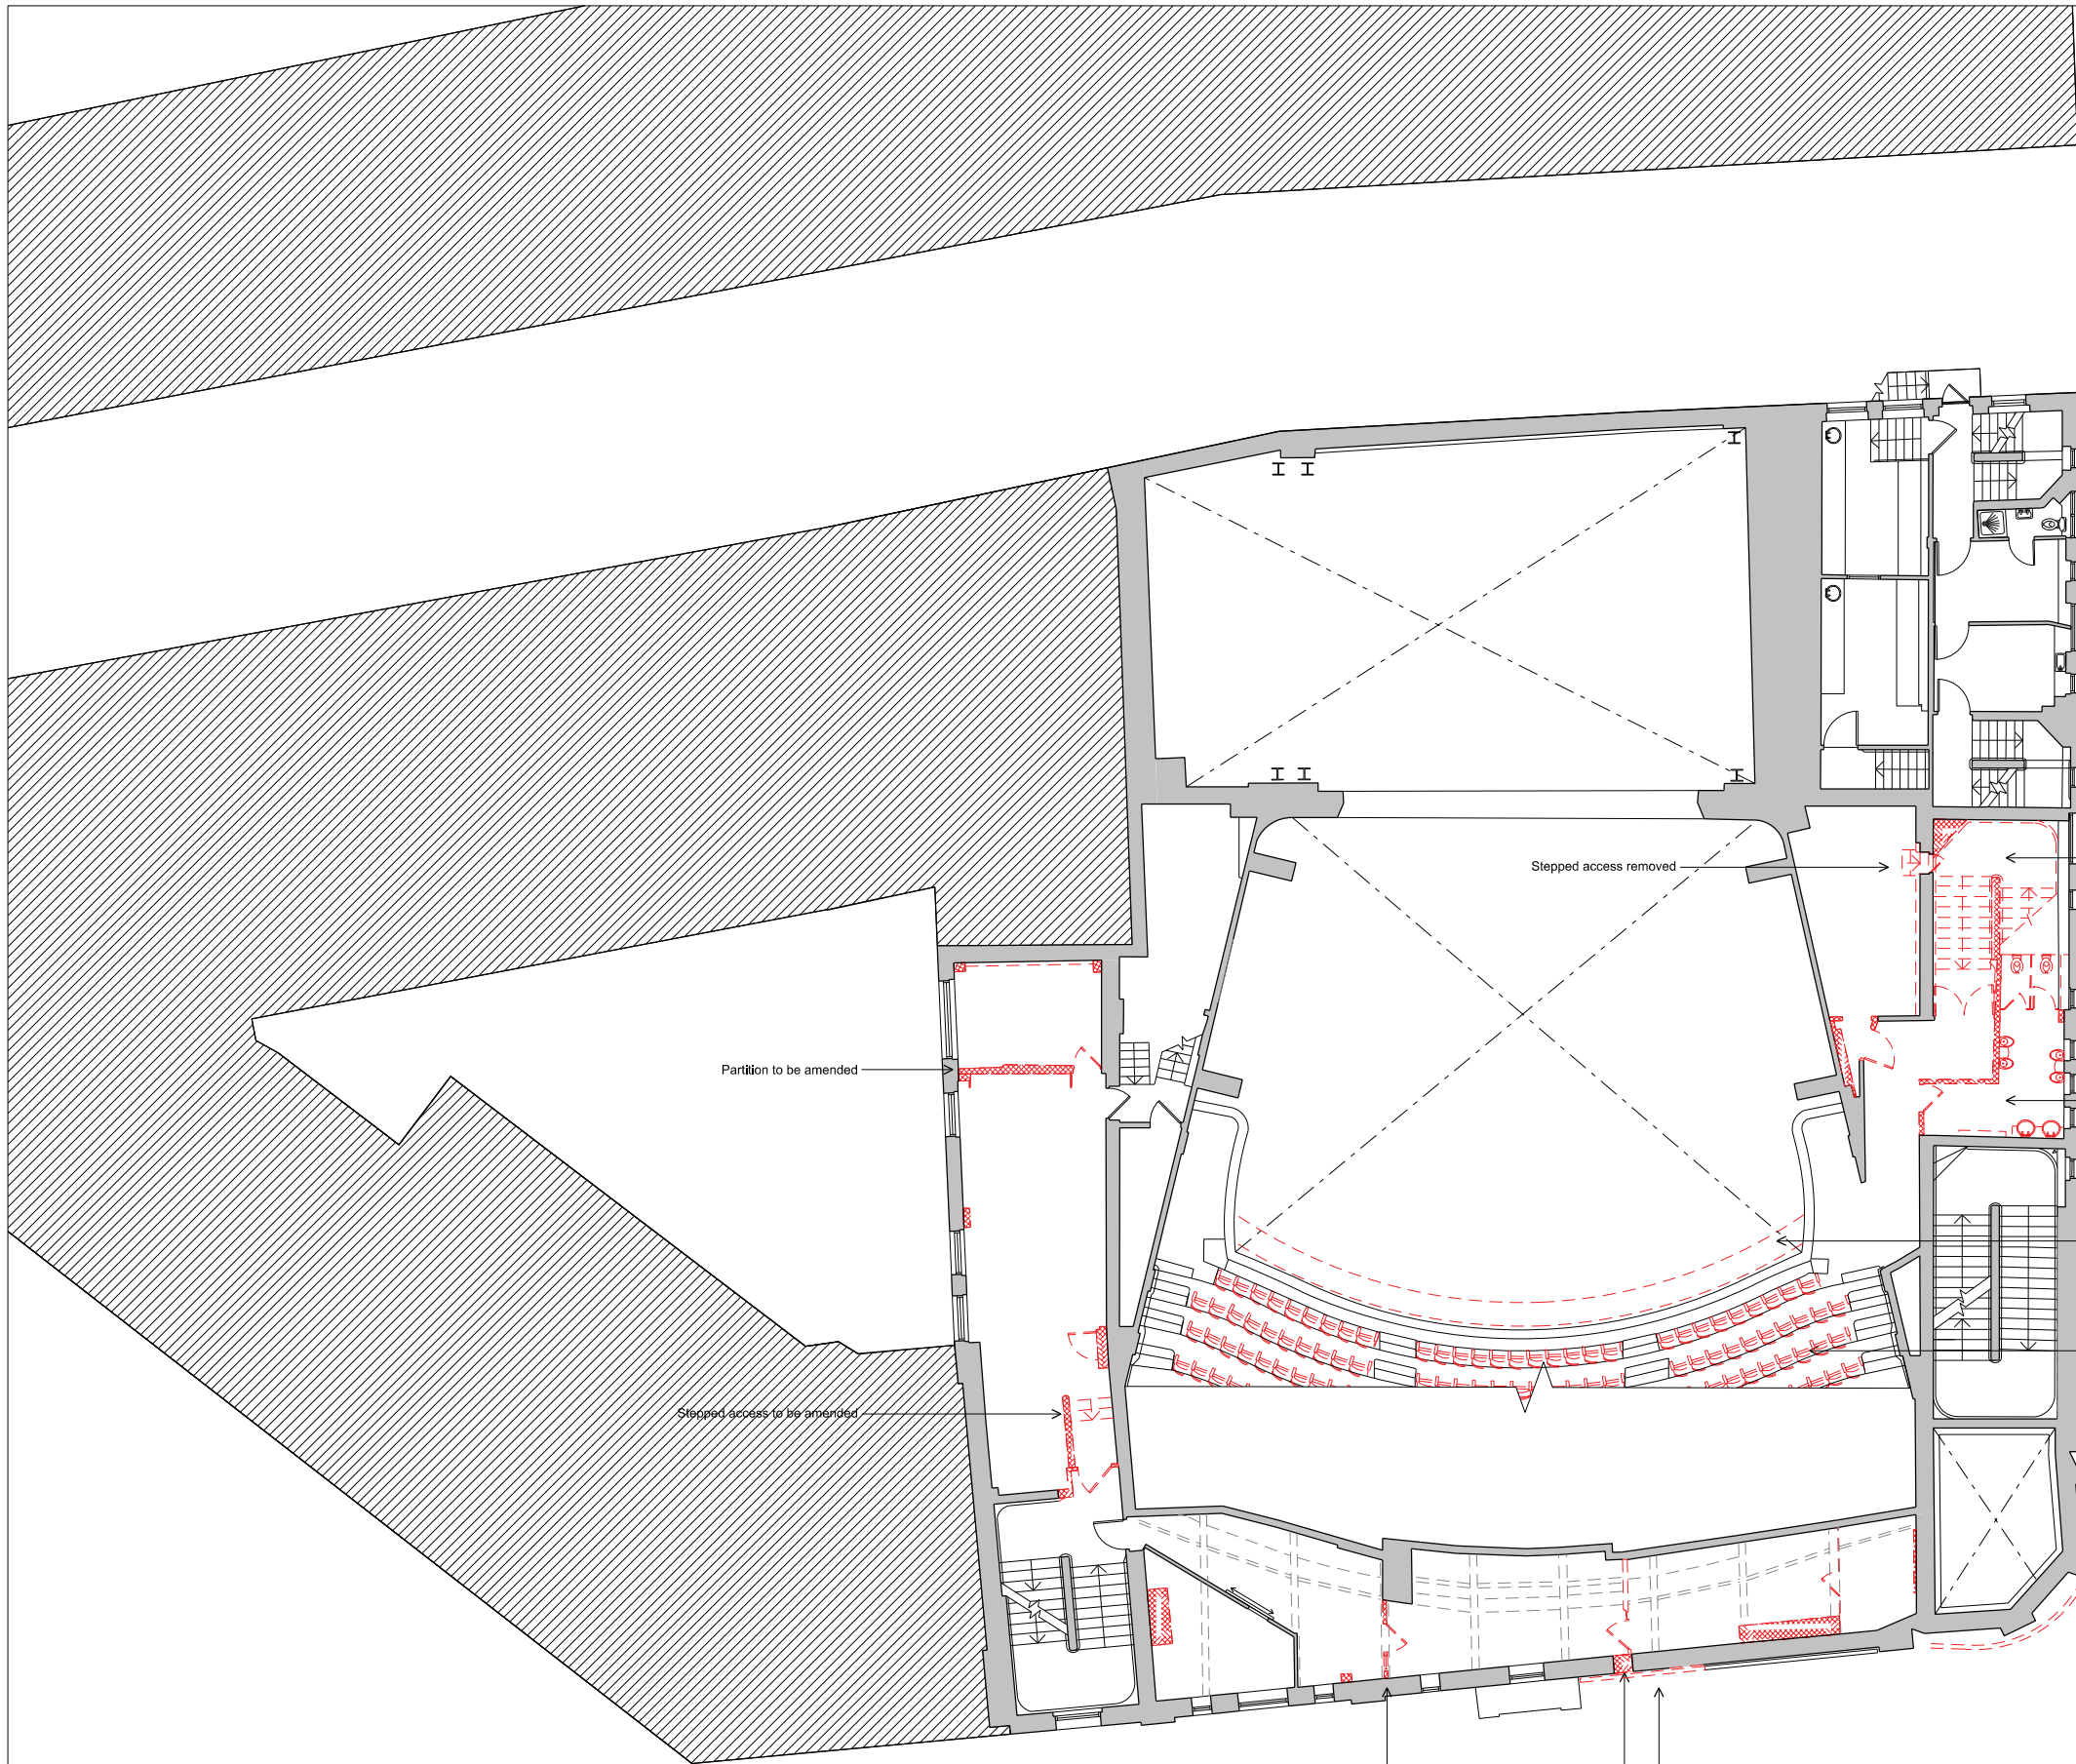 Stepped access removed
Partition to be amended
Stepped access to be amended